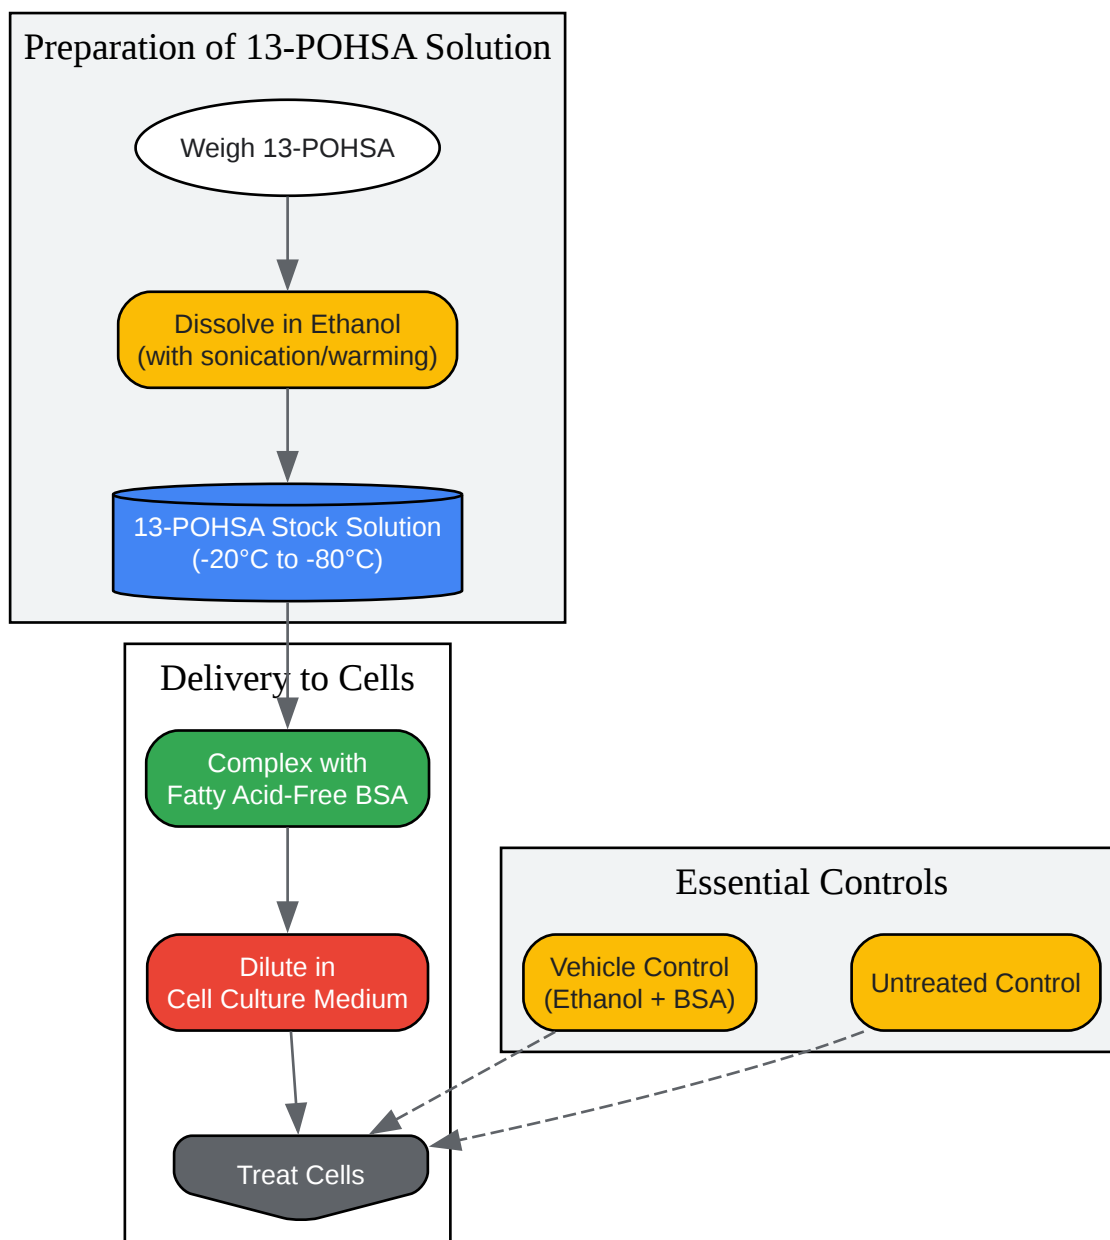 Preparation of 13-POHSA Solution
Weigh 13-POHSA
Dissolve in Ethanol
(with sonication/warming)
13-POHSA Stock Solution
(-20°C to -80°C)
Delivery to Cells
Complex with
Fatty Acid-Free BSA
Dilute in
Cell Culture Medium
Essential Controls
Vehicle Control
(Ethanol + BSA)
Untreated Control
Treat Cells